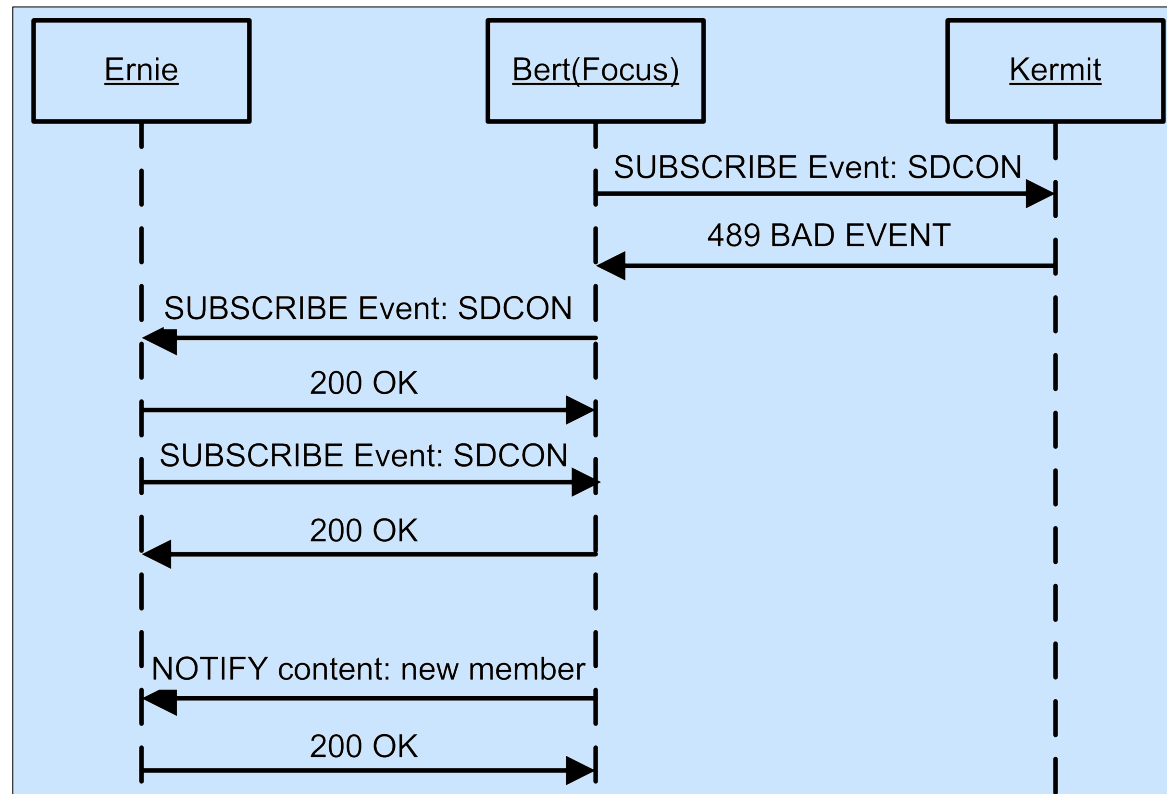 Ernie
Bert(Focus)
Kermit
SUBSCRIBE Event: SDCON
489 BAD EVENT
SUBSCRIBE Event: SDCON
200 OK
SUBSCRIBE Event: SDCON
200 OK
NOTIFY content: new member
200 OK